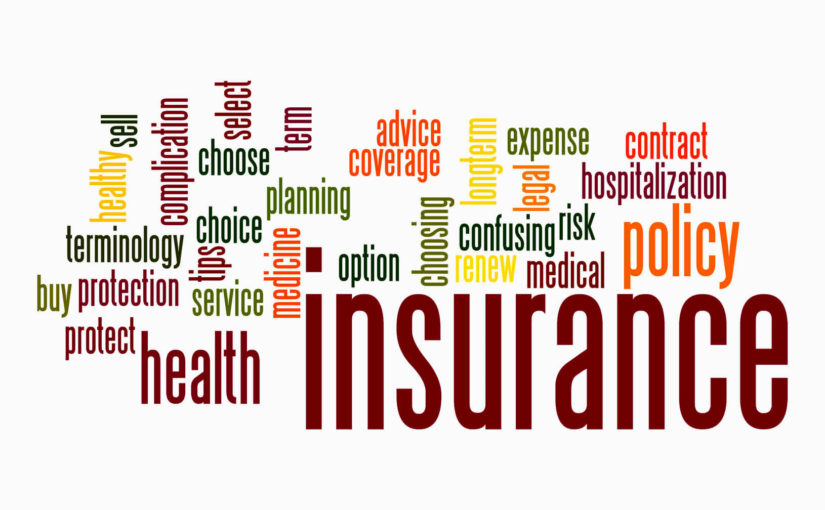 sell
select
complication
term
healthy
choose
advice
coverage
longterm
expense
contract
legal
hospitalization
planning
choice
choosing
confusing
risk
policy
terminology
tips
medicine
option
renew
medical
buy
protection
service
protect
health
insurance